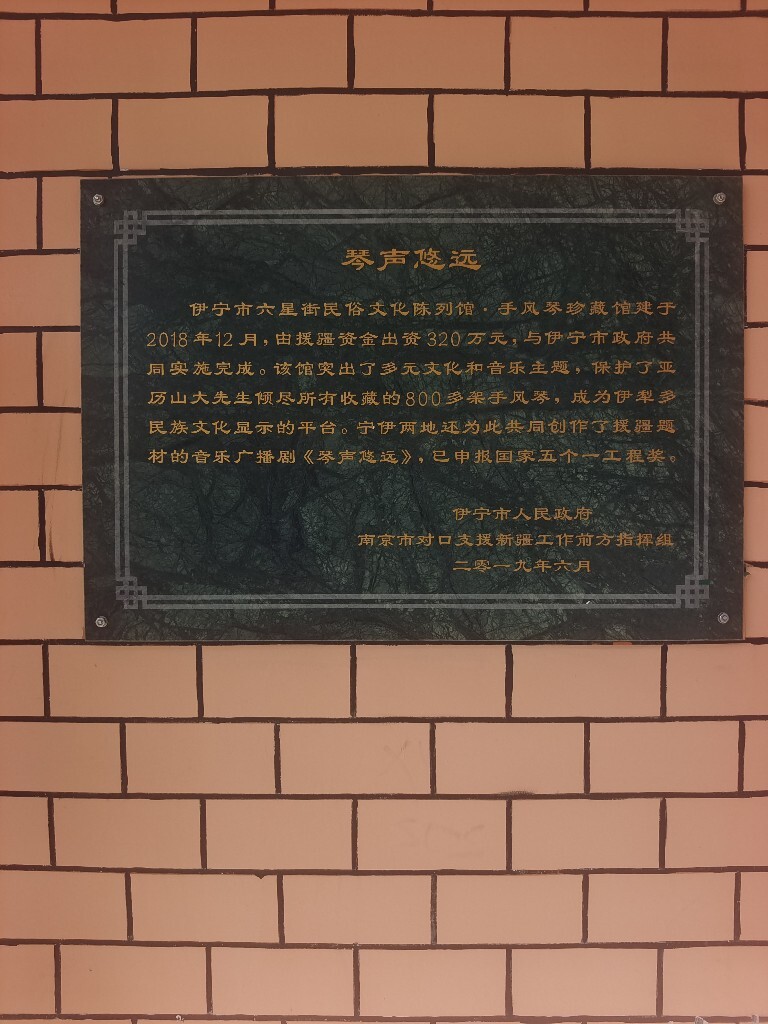 琴声悠远
伊宁市六星街民俗文化陈列馆·手风琴珍藏馆建于
2018年12月，由援疆资金出资320万元，与伊宁市政府共
同实施完成。该馆突出了多元文化和音乐主题，保护了亚
历山大先生倾尽所有收藏的800多架手风琴，成为伊犁多
民族文化显示的平台。宁伊两地还为此共同创作了援疆题
材的音乐广播剧《琴声悠远》，已申报国家五个一工程奖。
伊宁市人民政府
南京市对口支援新疆工作前方指挥组
二零一九年六月